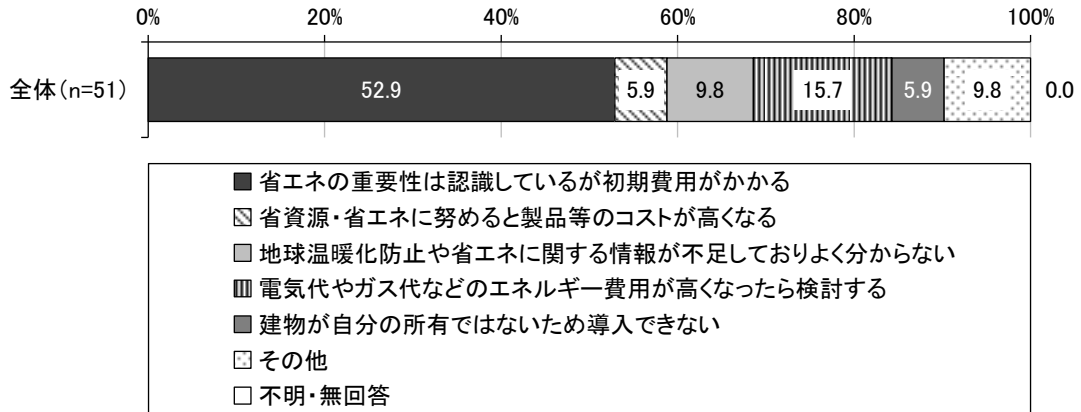 0% 20% 40% 60% 80% 100%
全体(n=51) 52.9 5.9 9.8 15.7 5.9 9.8 0.0
省エネの重要性は認識しているが初期費用がかかる
省資源・省エネに努めると製品等のコストが高くなる
地球温暖化防止や省エネに関する情報が不足しておりよく分からない
電気代やガス代などのエネルギー費用が高くなったら検討する
建物が自分の所有ではないため導入できない
その他
不明・無回答